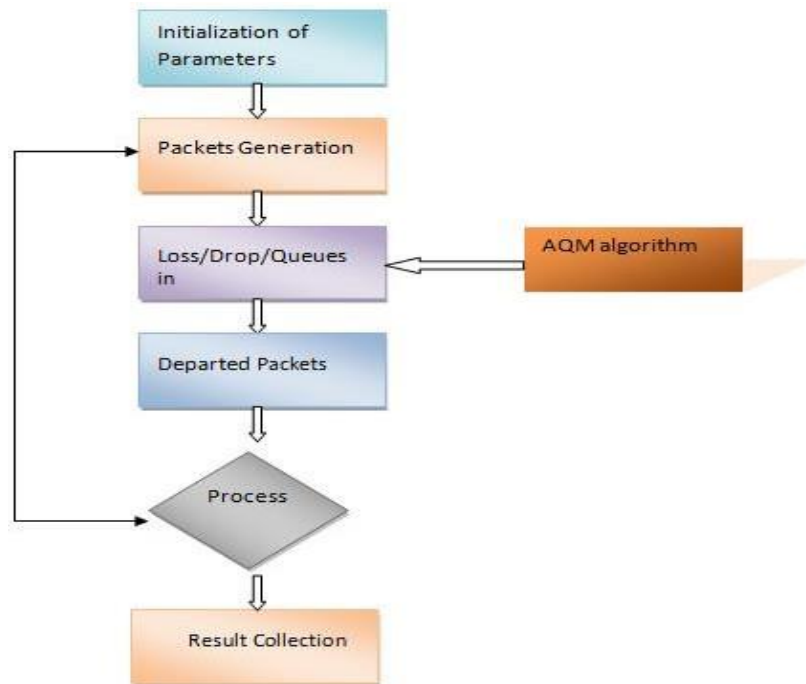 Initialization of
Parameters
Packets Generation
Loss/Drop/Queues
in
AQM algorithm
Departed Packets
Process
Result Collection